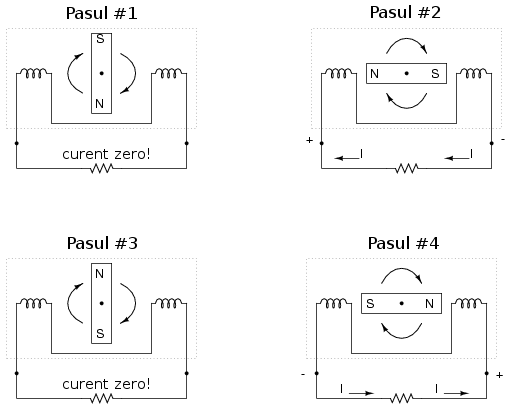 Pasul #1
S
N
curent zero!
Pasul #2
N S
+ -
I I
Pasul #3
N
S
curent zero!
Pasul #4
S N
- +
I I